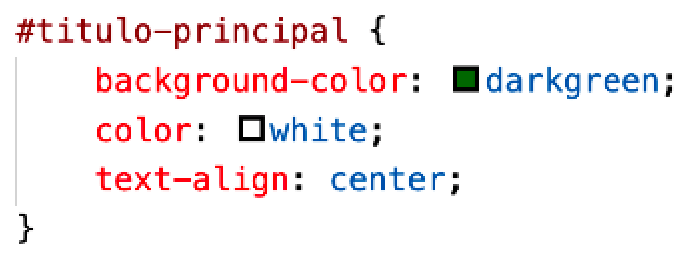 #titulo-principal {
background-color: darkgreen;
color: white;
text-align: center;
}